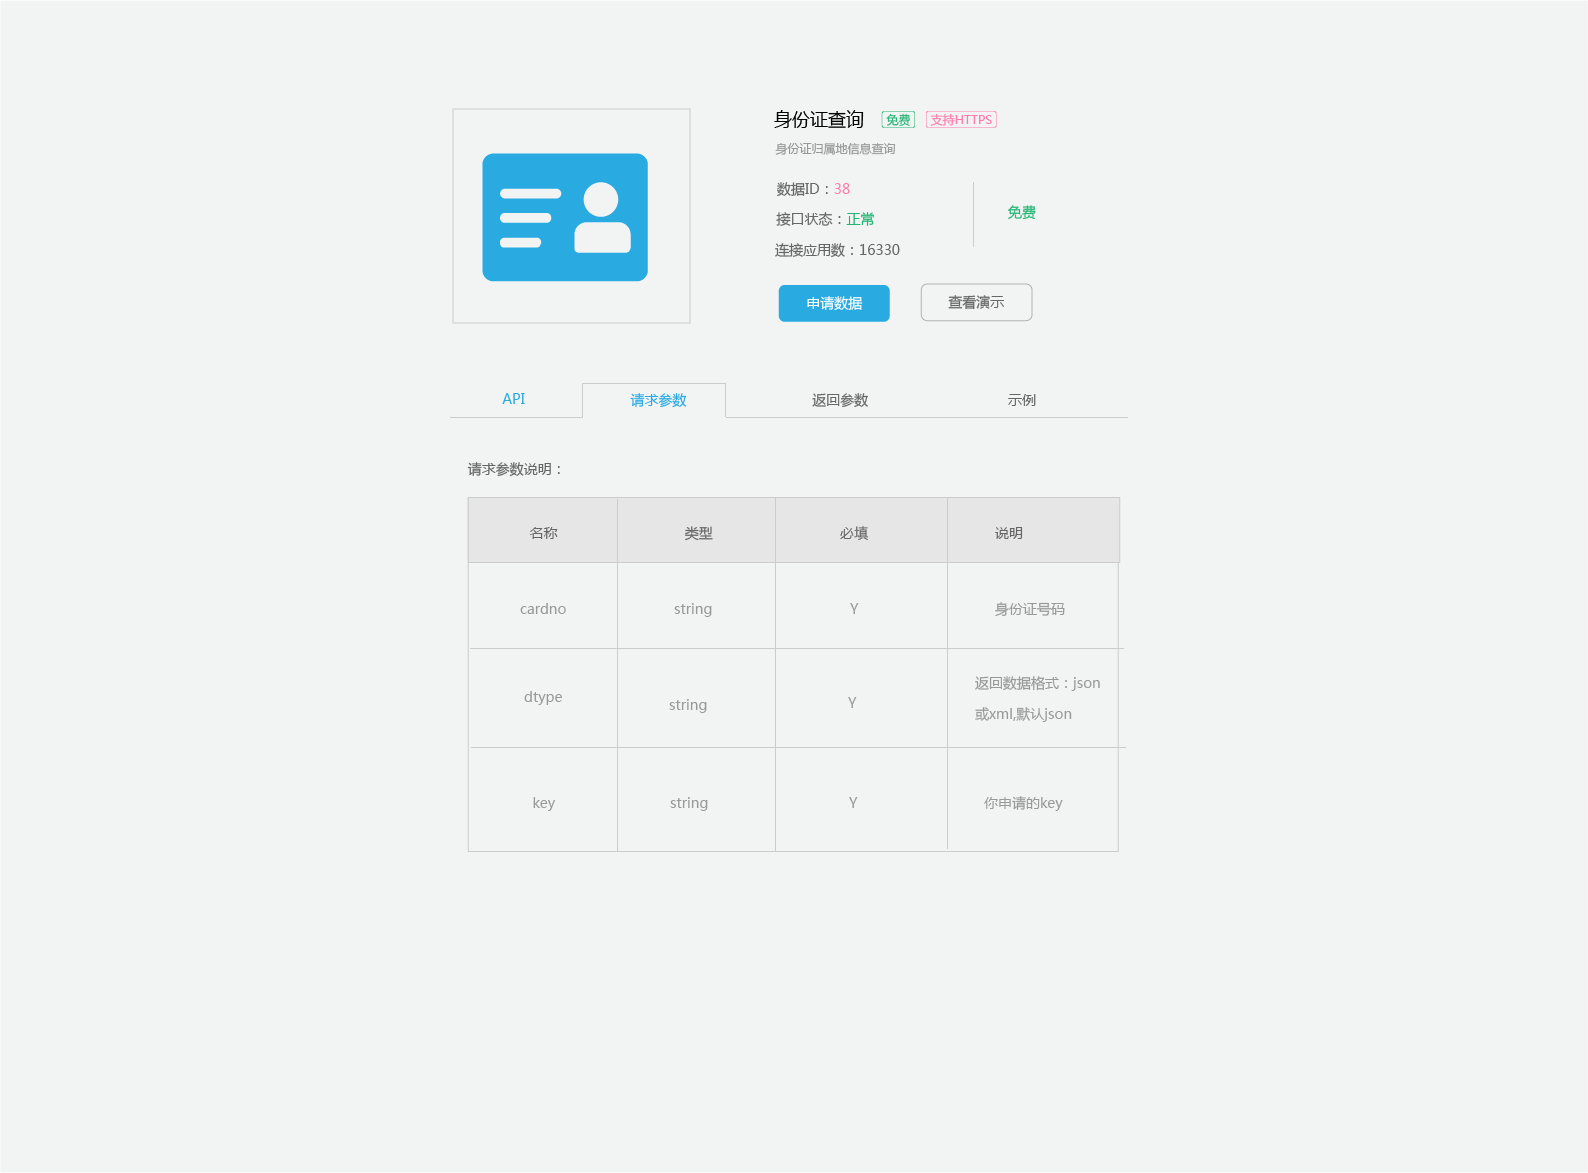 身份证查询 免费 支持HTTPS
身份证归属地信息查询
数据ID：38
接口状态：正常
连接应用数：16330
免费
申请数据 查看演示
API 请求参数 返回参数 示例
请求参数说明：
名称 类型 必填 说明
cardno string Y 身份证号码
dtype string Y 返回数据格式：json
或xml,默认json
key string Y 你申请的key